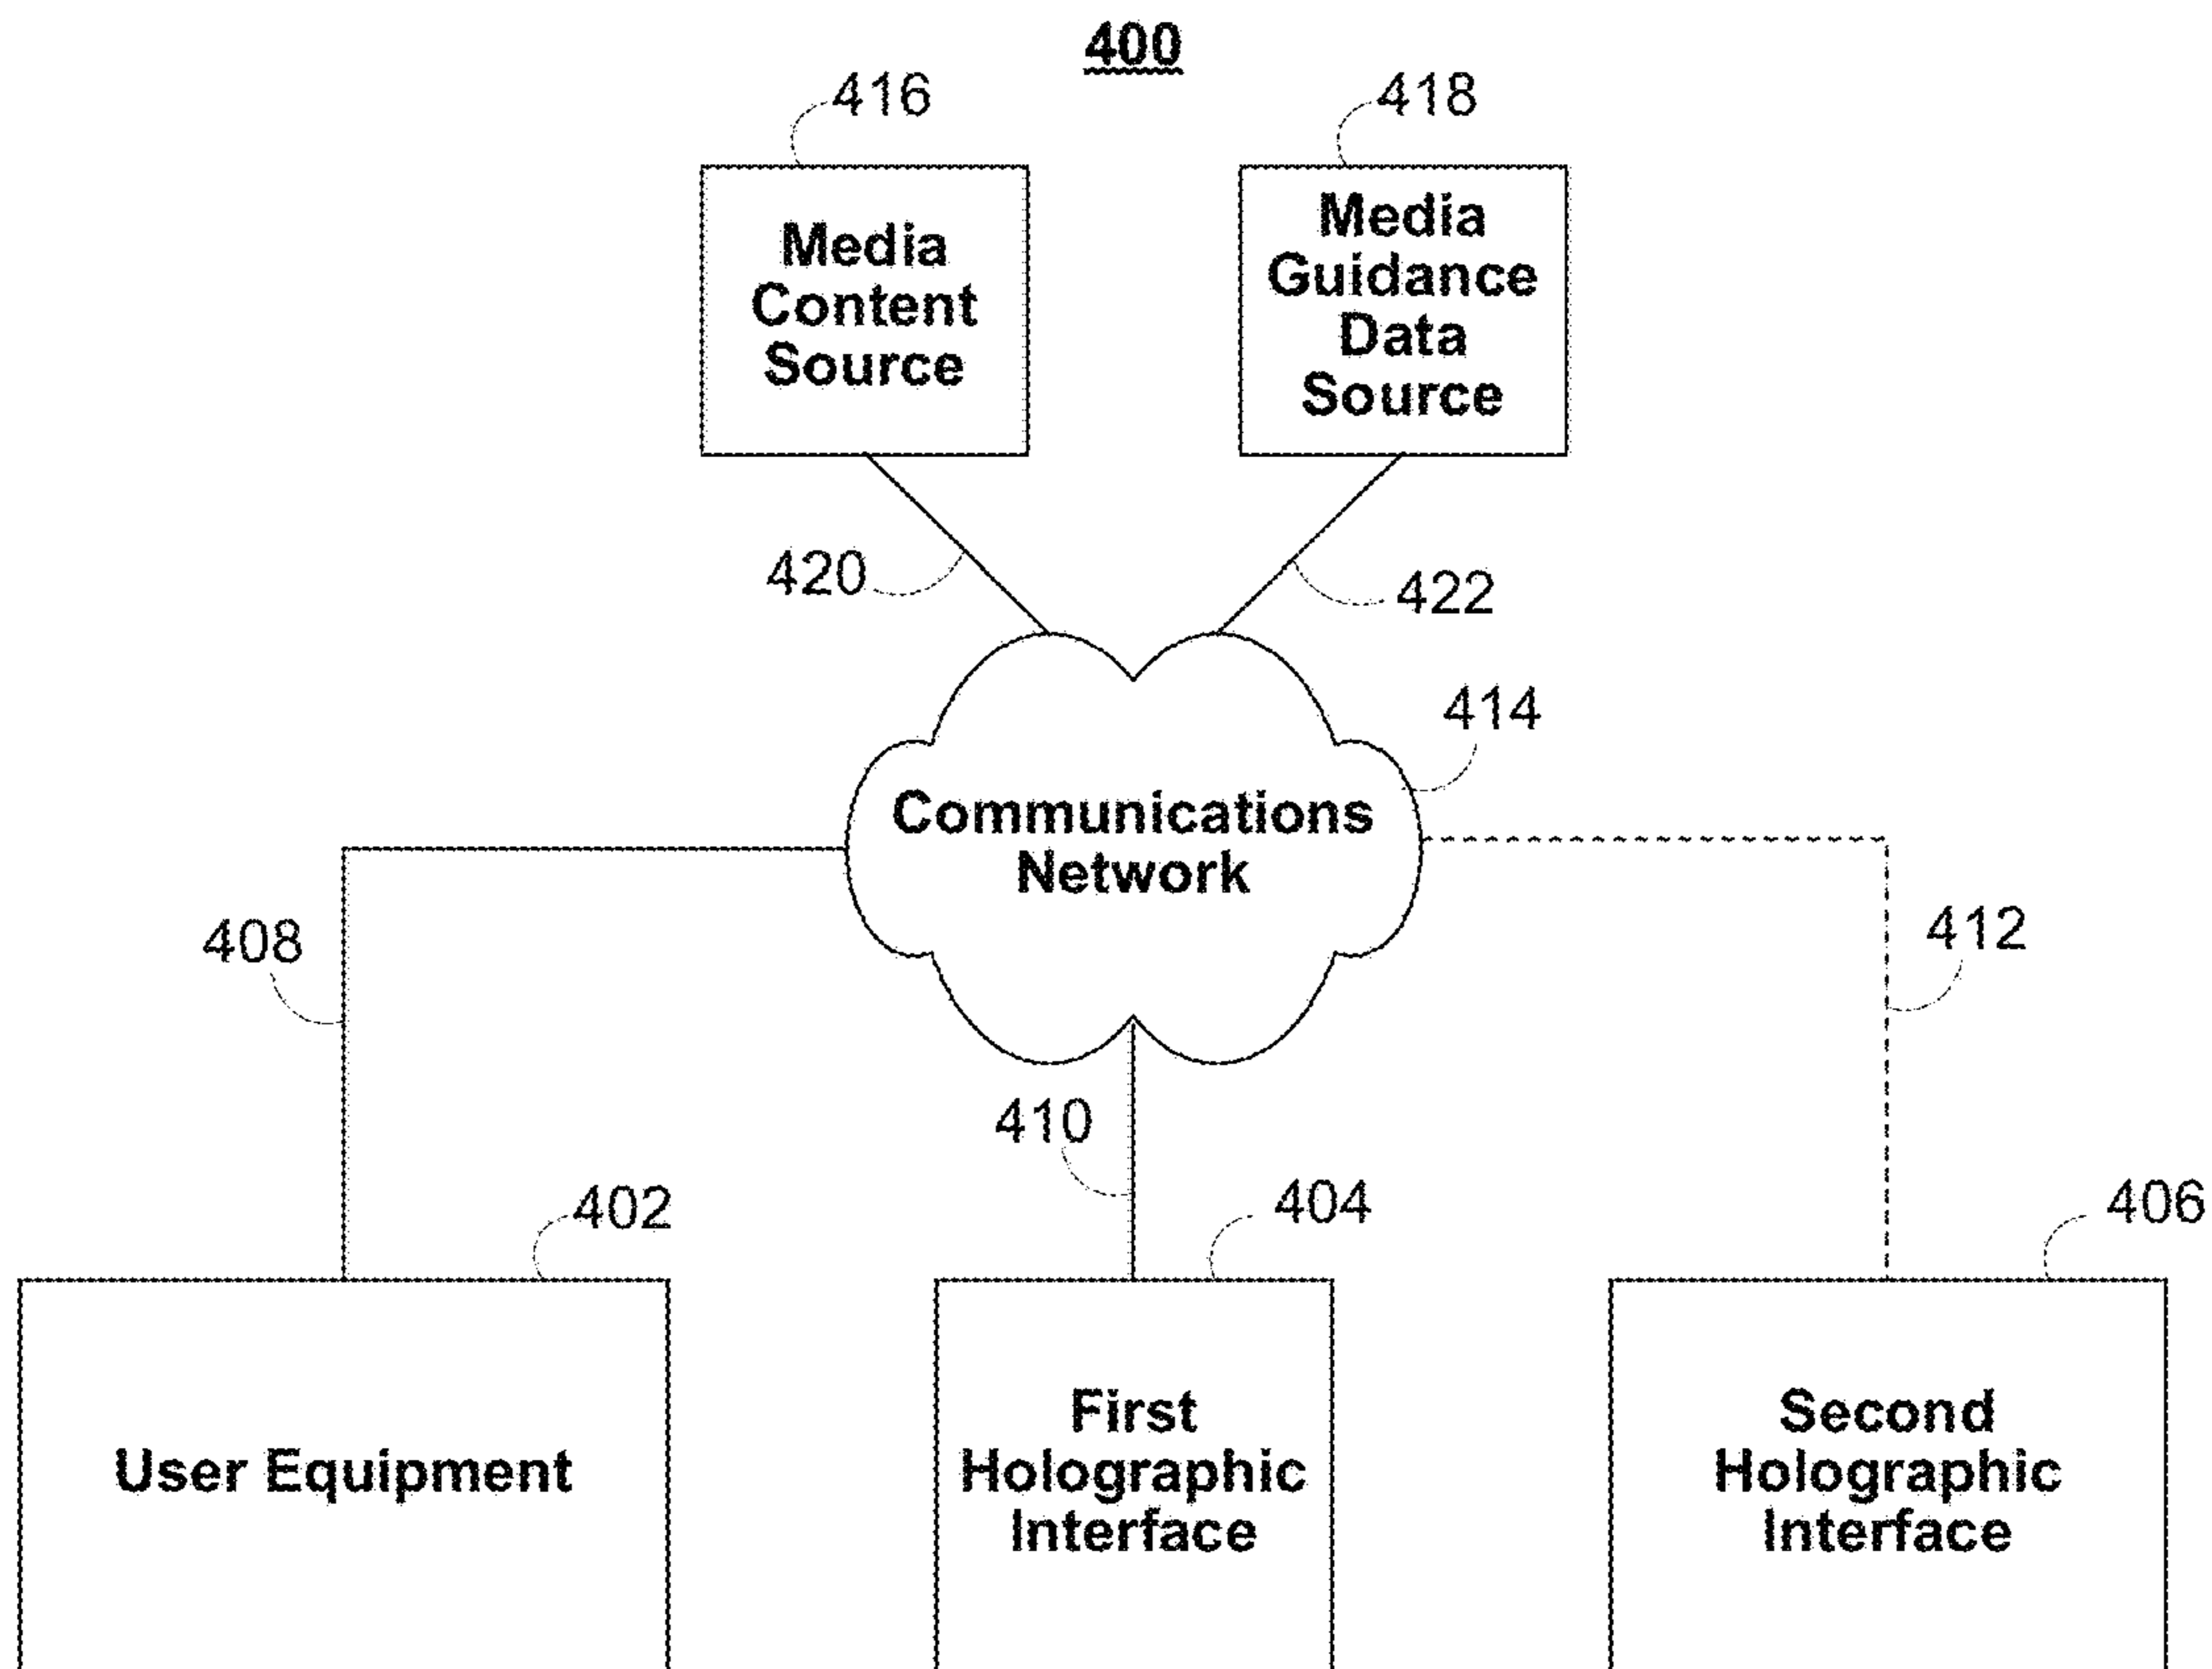 400
416
418
Media
Content
Source
Media
Guidance
Data
Source
420
422
414
Communications
Network
408
412
410
402
404
406
User Equipment
First
Holographic
Interface
Second
Holographic
Interface